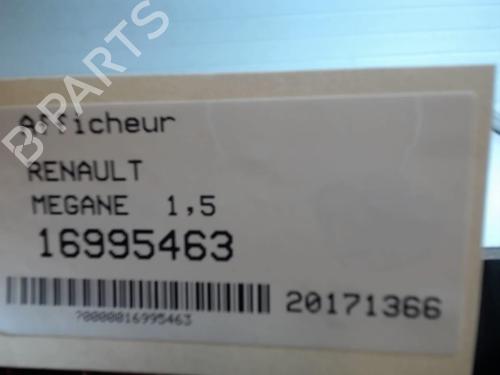 B-PARTS
Afficheur
RENAULT
MEGANE 1,5
16995463
20171366
?0000016995463